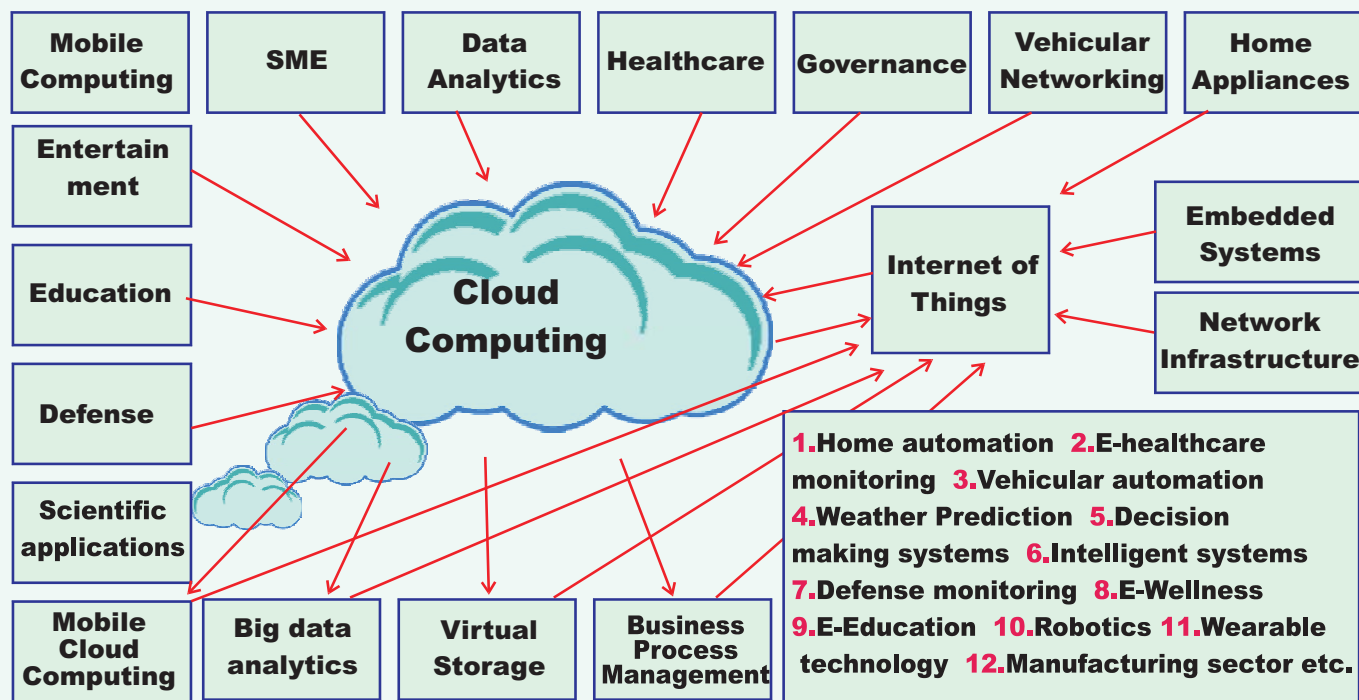 Mobile
Computing
SME
Data
Analytics
Healthcare
Governance
Vehicular
Networking
Home
Appliances
Entertain
ment
Education
Defense
Scientific
applications
Cloud
Computing
Internet of
Things
Embedded
Systems
Network
Infrastructure
Mobile
Cloud
Computing
Big data
analytics
Virtual
Storage
Business
Process
Management
1.Home automation 2.E-healthcare
monitoring 3.Vehicular automation
4.Weather Prediction 5.Decision
making systems 6.Intelligent systems
7.Defense monitoring 8.E-Wellness
9.E-Education 10.Robotics 11.Wearable
technology 12.Manufacturing sector etc.